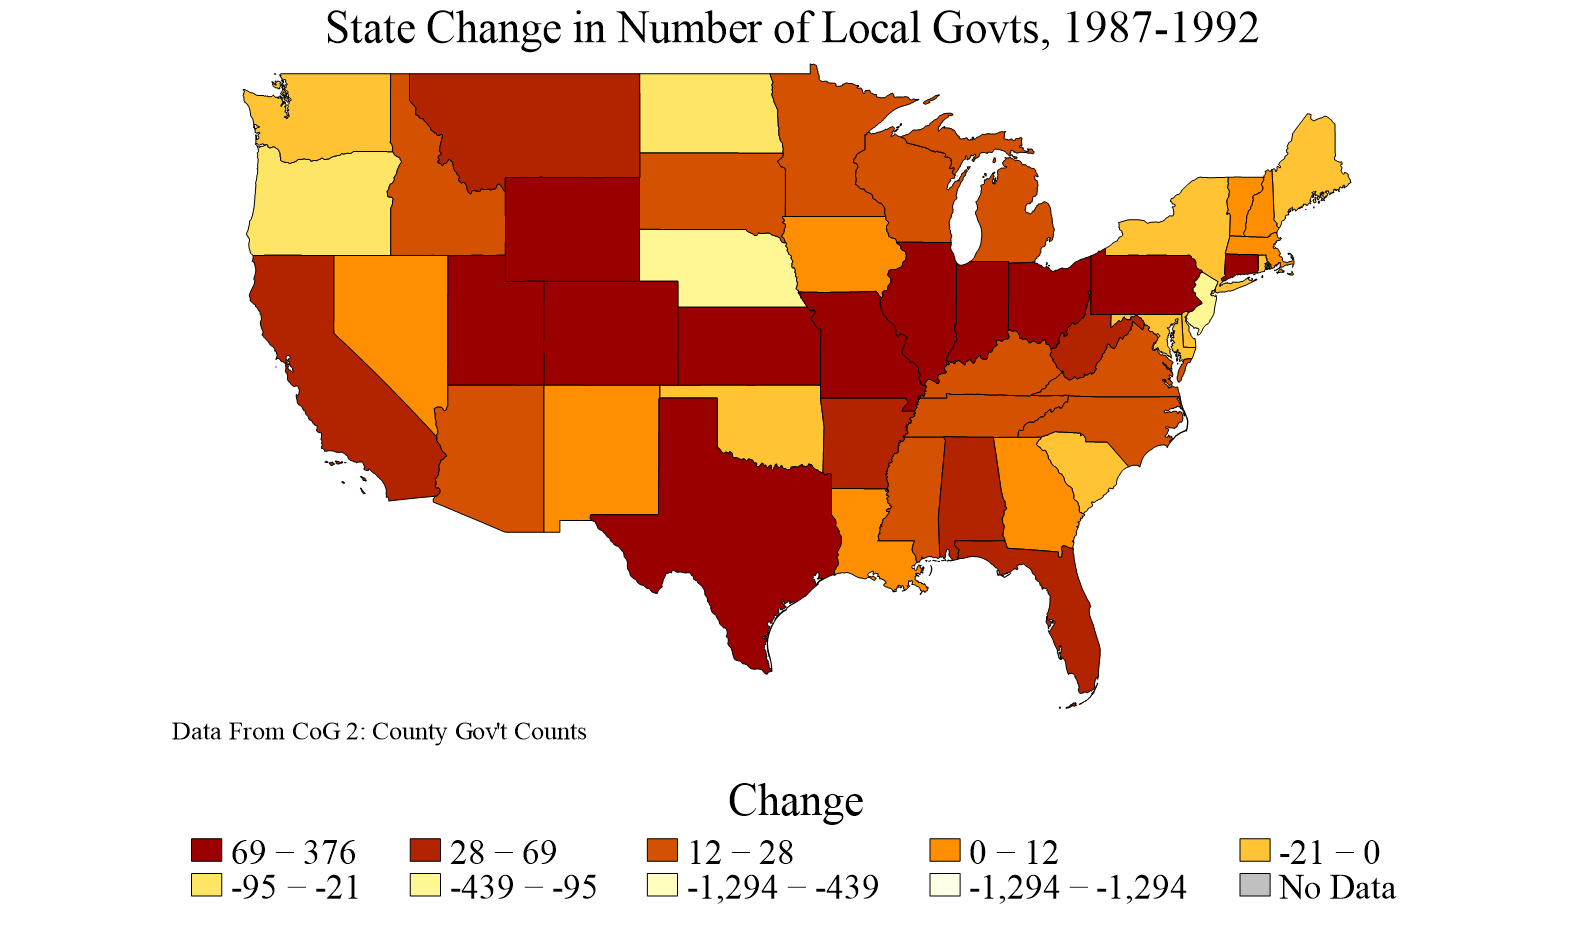 State Change in Number of Local Govts, 1987-1992
Data From CoG 2: County Gov't Counts
Change
69 – 376 28 – 69 12 – 28 0 – 12 -21 – 0
-95 – -21 -439 – -95 -1,294 – -439 -1,294 – -1,294 No Data